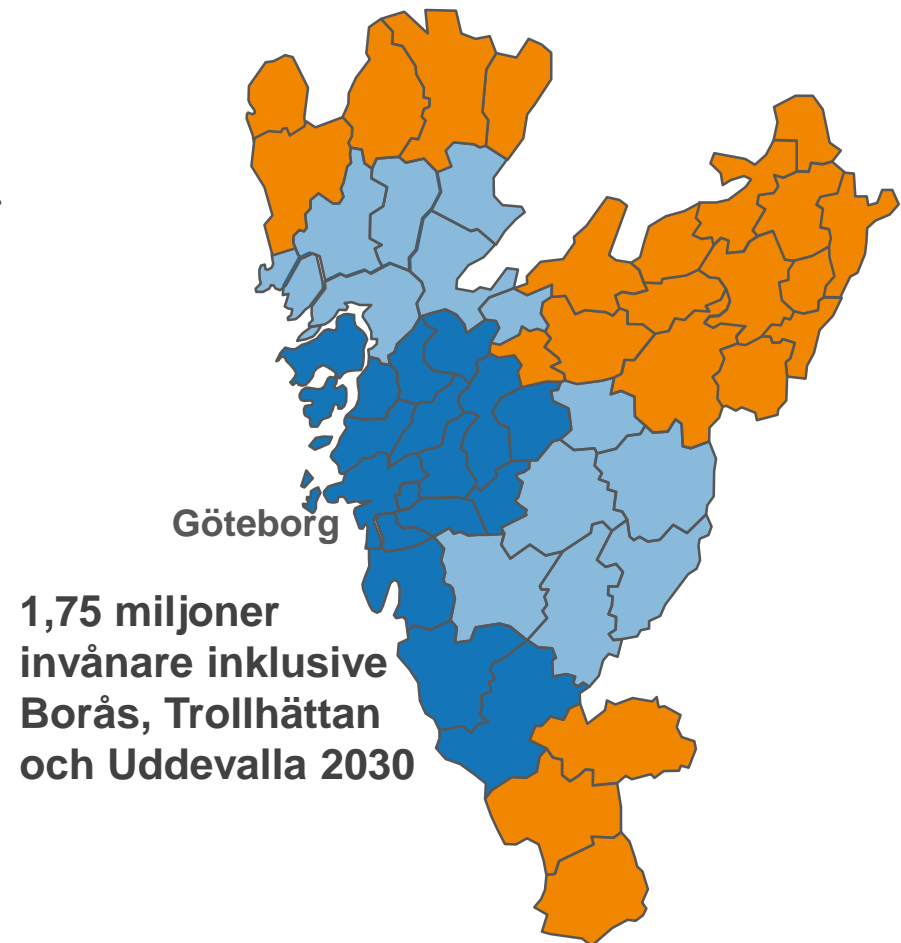 Göteborg
1,75 miljoner
invånare inklusive
Borås, Trollhättan
och Uddevalla 2030